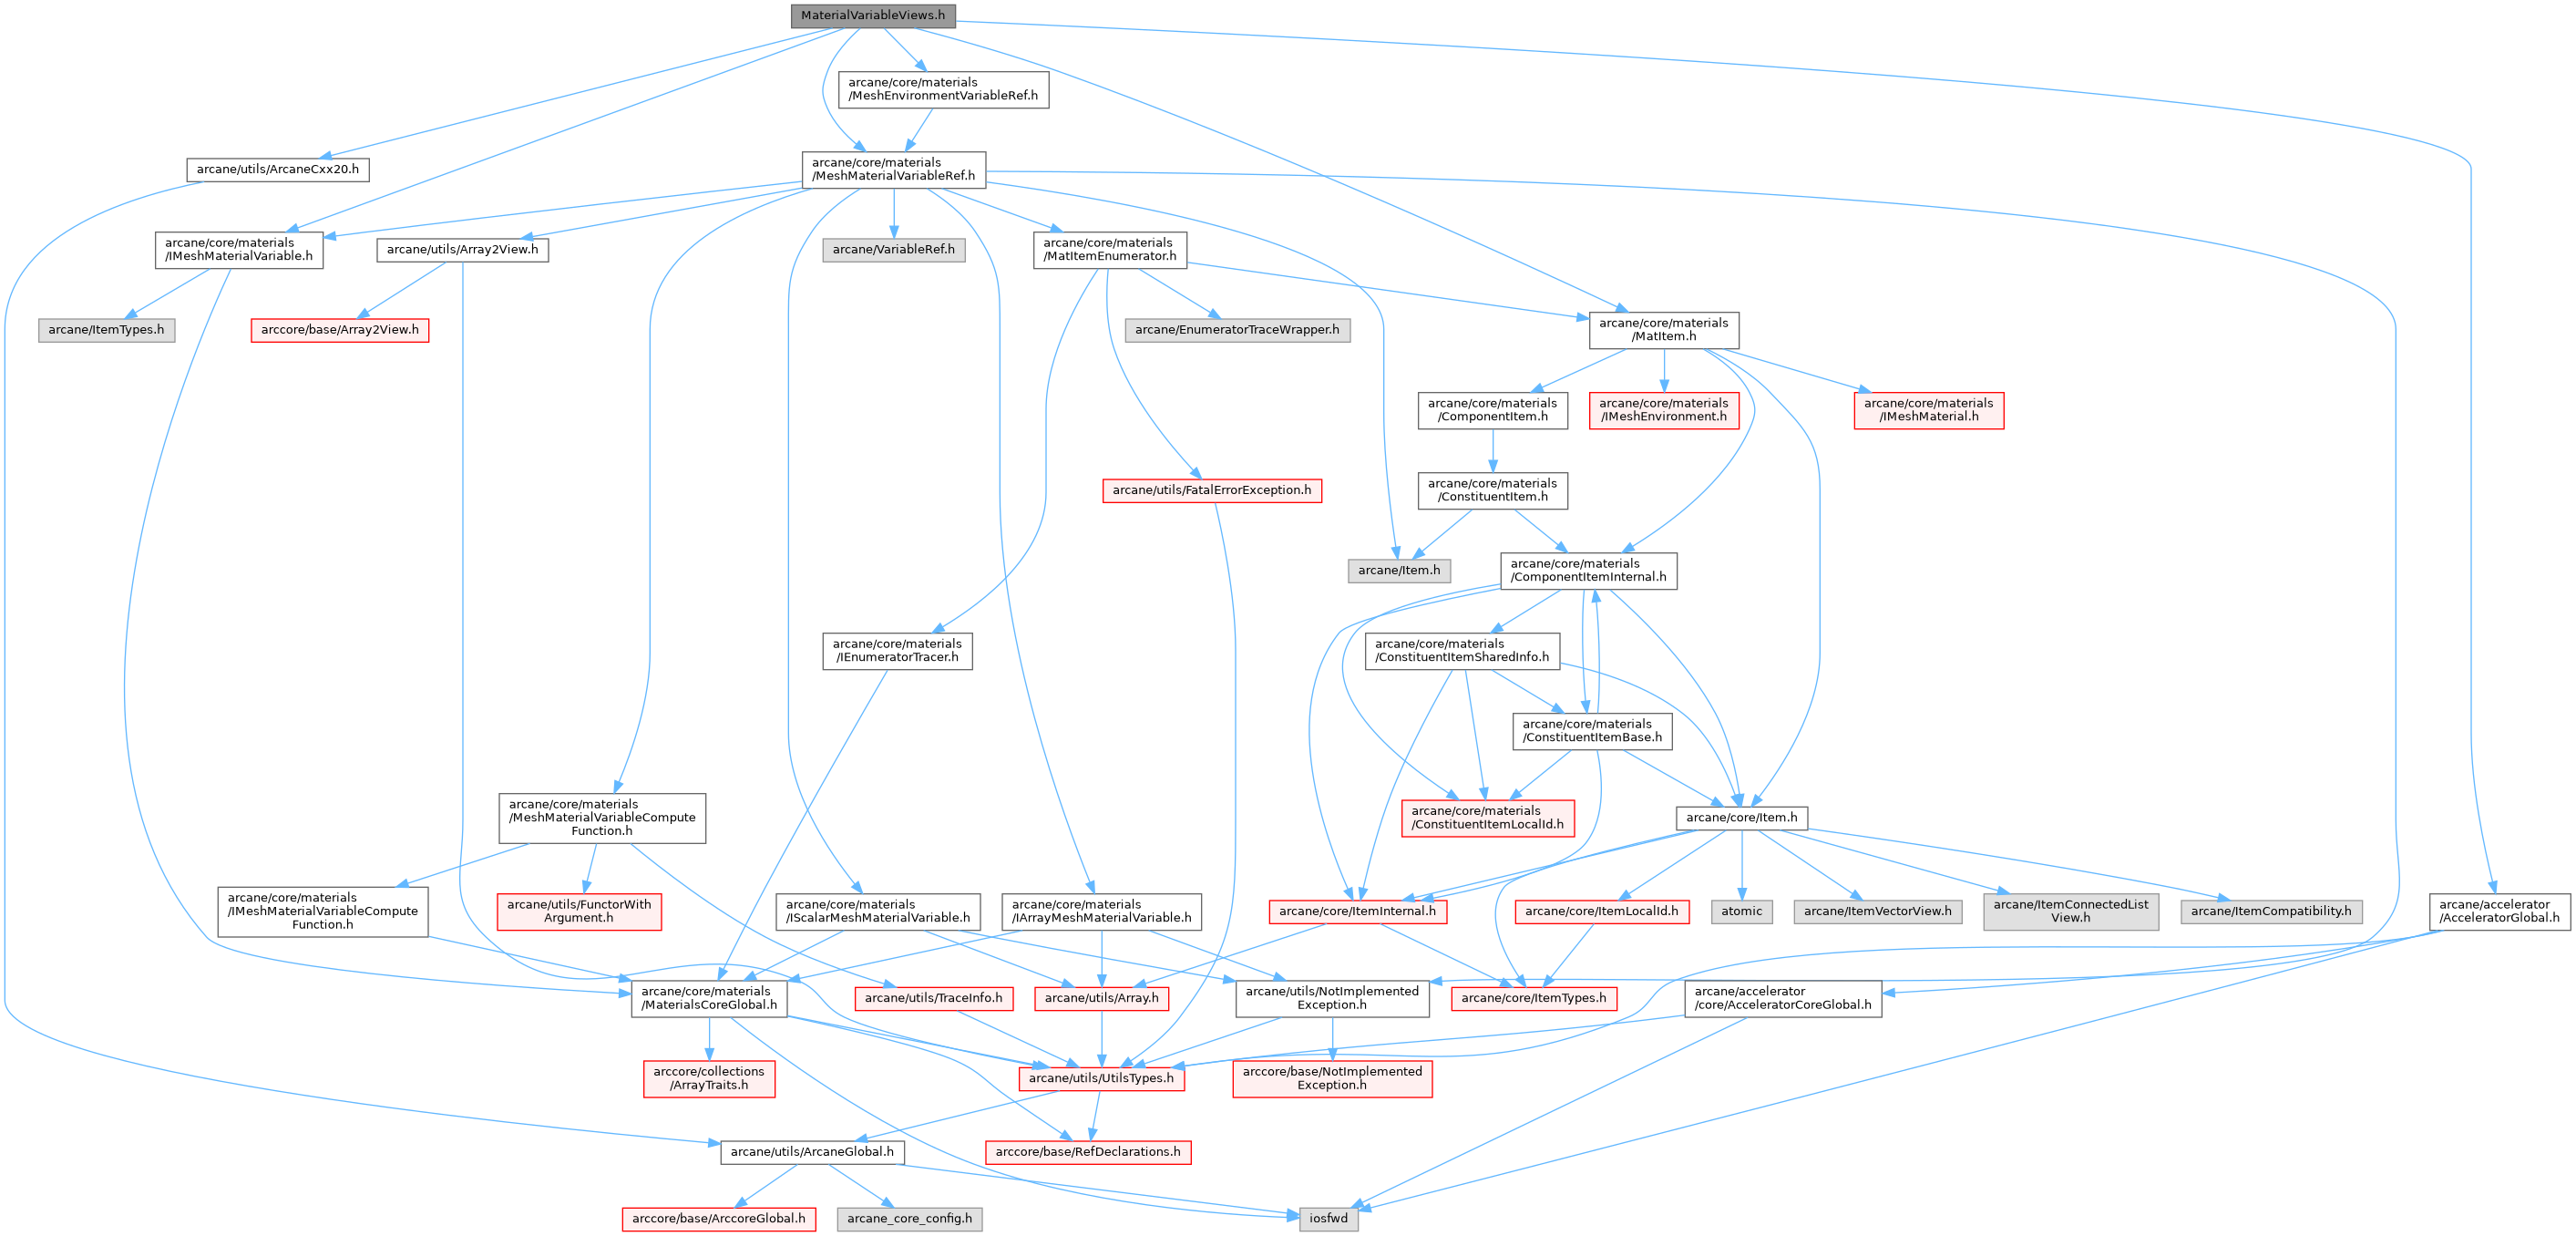 MaterialVariableViews.h
arcane/core/materials
/MeshEnvironmentVariableRef.h
arcane/utils/ArcaneCxx20.h
arcane/core/materials
/MeshMaterialVariableRef.h
arcane/core/materials
/IMeshMaterialVariable.h
arcane/utils/Array2View.h
arcane/VariableRef.h
arcane/core/materials
/MatItemEnumerator.h
arcane/ItemTypes.h
arccore/base/Array2View.h
arcane/EnumeratorTraceWrapper.h
arcane/core/materials
/MatItem.h
arcane/core/materials
/ComponentItem.h
arcane/core/materials
/IMeshEnvironment.h
arcane/core/materials
/IMeshMaterial.h
arcane/utils/FatalErrorException.h
arcane/core/materials
/ConstituentItem.h
arcane/Item.h
arcane/core/materials
/ComponentItemInternal.h
arcane/core/materials
/IEnumeratorTracer.h
arcane/core/materials
/ConstituentItemSharedInfo.h
arcane/core/materials
/ConstituentItemBase.h
arcane/core/materials
/MeshMaterialVariableCompute
Function.h
arcane/core/materials
/ConstituentItemLocalId.h
arcane/core/Item.h
arcane/core/materials
/IMeshMaterialVariableCompute
Function.h
arcane/utils/FunctorWith
Argument.h
arcane/core/materials
/IScalarMeshMaterialVariable.h
arcane/core/materials
/IArrayMeshMaterialVariable.h
arcane/core/ItemInternal.h
arcane/core/ItemLocalId.h
atomic
arcane/ItemVectorView.h
arcane/ItemConnectedList
View.h
arcane/ItemCompatibility.h
arcane/accelerator
/AcceleratorGlobal.h
arcane/core/materials
/MaterialsCoreGlobal.h
arcane/utils/TraceInfo.h
arcane/utils/Array.h
arcane/utils/NotImplemented
Exception.h
arcane/core/ItemTypes.h
arcane/accelerator
/core/AcceleratorCoreGlobal.h
arccore/collections
/ArrayTraits.h
arcane/utils/UtilsTypes.h
arccore/base/NotImplemented
Exception.h
arcane/utils/ArcaneGlobal.h
arccore/base/RefDeclarations.h
arccore/base/ArccoreGlobal.h
arcane_core_config.h
iosfwd